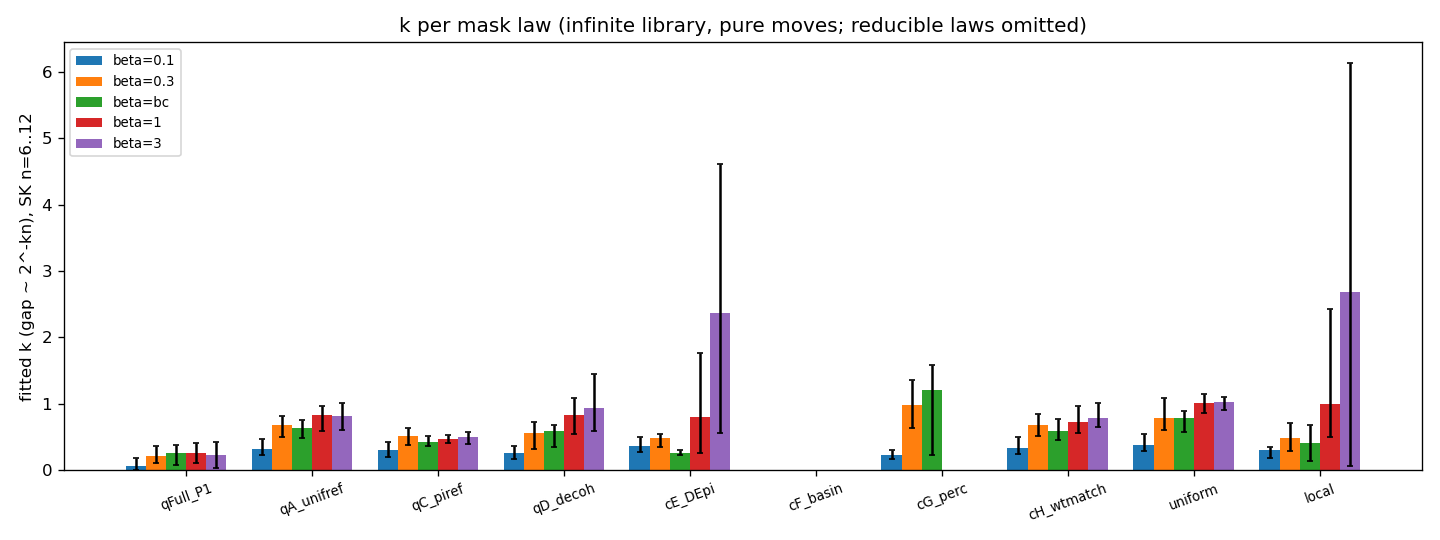 k per mask law (infinite library, pure moves; reducible laws omitted)
fitted k (gap ~ 2^-kn), SK n=6..12
6
5
4
3
2
1
0
beta=0.1
beta=0.3
beta=bc
beta=1
beta=3
qFull_P1
qA_unifref
qC_piref
qD_decoh
cE_DEpi
cF_basin
cG_perc
cH_wtmatch
uniform
local